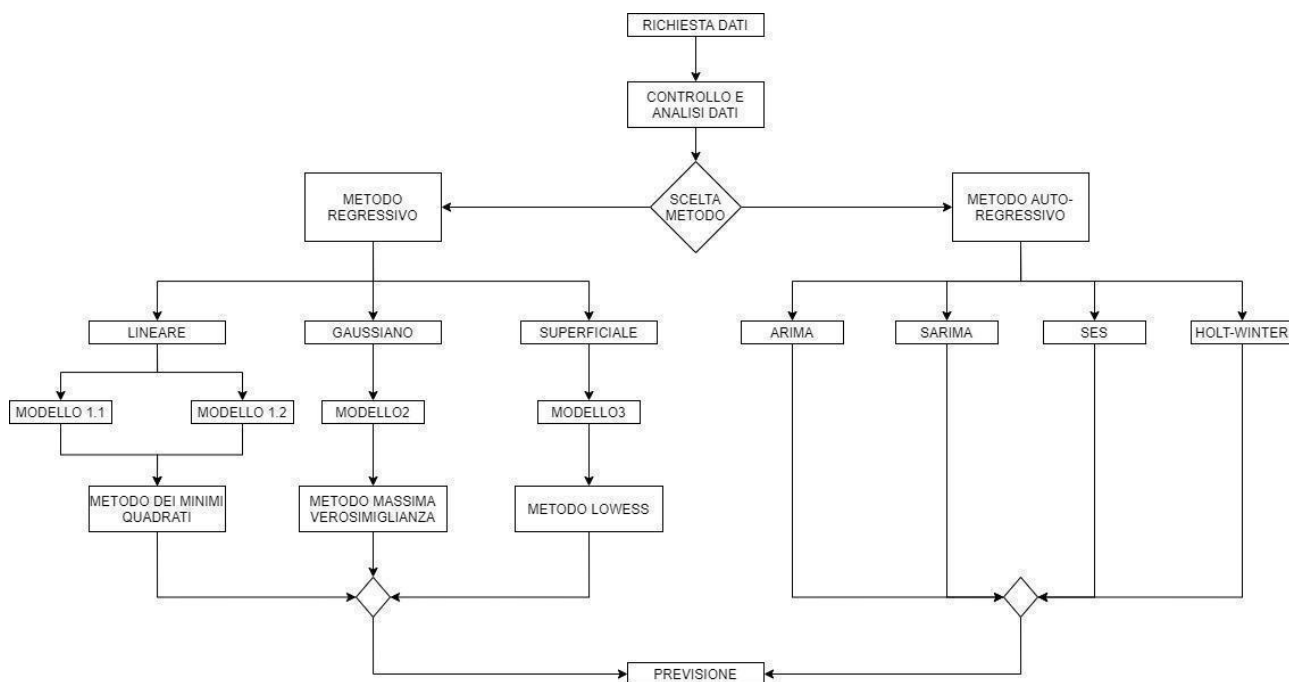 RICHIESTA DATI
CONTROLLO E
ANALISI DATI
SCELTA
METODO
METODO
REGRESSIVO
METODO AUTO-
REGRESSIVO
LINEARE
GAUSSIANO
SUPERFICIALE
ARIMA
SARIMA
SES
HOLT-WINTER
MODELLO 1.1
MODELLO 1.2
MODELLO2
MODELLO3
METODO DEI MINIMI
QUADRATI
METODO MASSIMA
VEROSIMIGLIANZA
METODO LOWESS
PREVISIONE